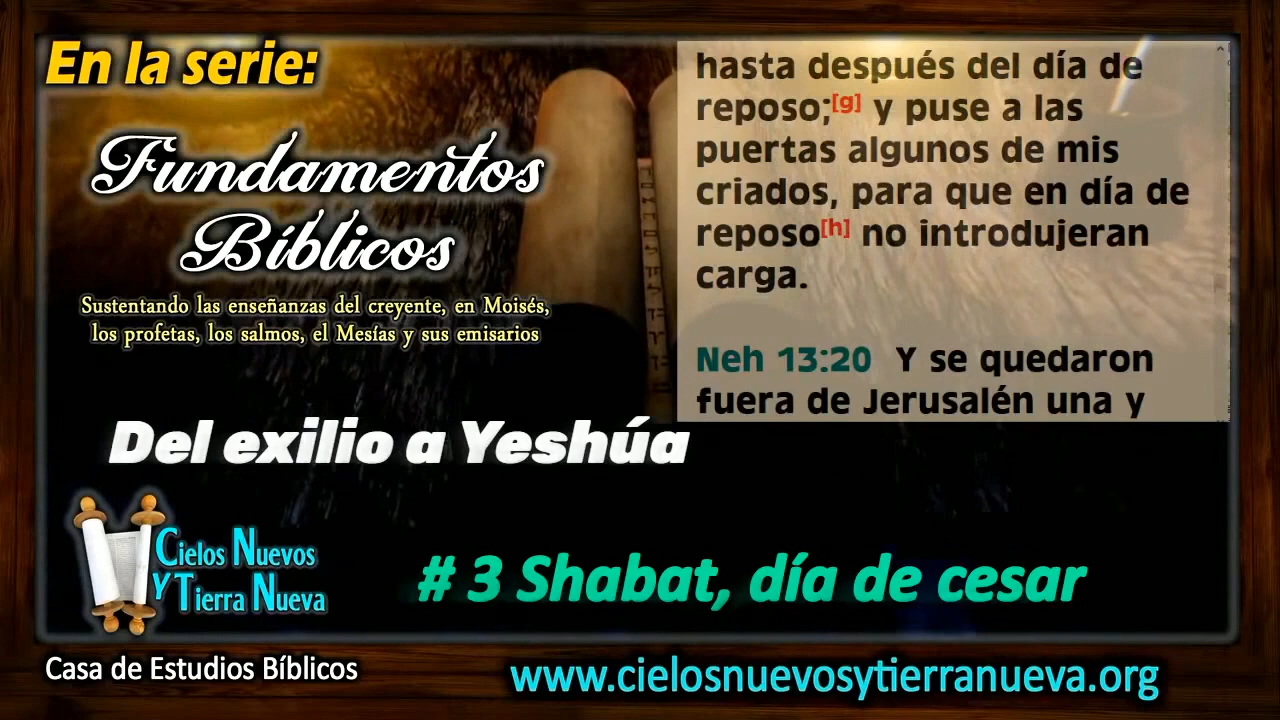 En la serie:
Fundamentos
Bíblicos
Sustentando las enseñanzas del creyente, en Moisés,
los profetas, los salmos, el Mesías y sus emisarios
hasta después del día de
reposo;[g] y puse a las
puertas algunos de mis
criados, para que en día de
reposo[h] no introdujeran
carga.
Neh 13:20 Y se quedaron
fuera de Jerusalén una y
Del exilio a Yeshúa
Cielos Nuevos
Y Tierra Nueva
# 3 Shabat, día de cesar
Casa de Estudios Bíblicos
www.cielosnuevosytierranueva.org